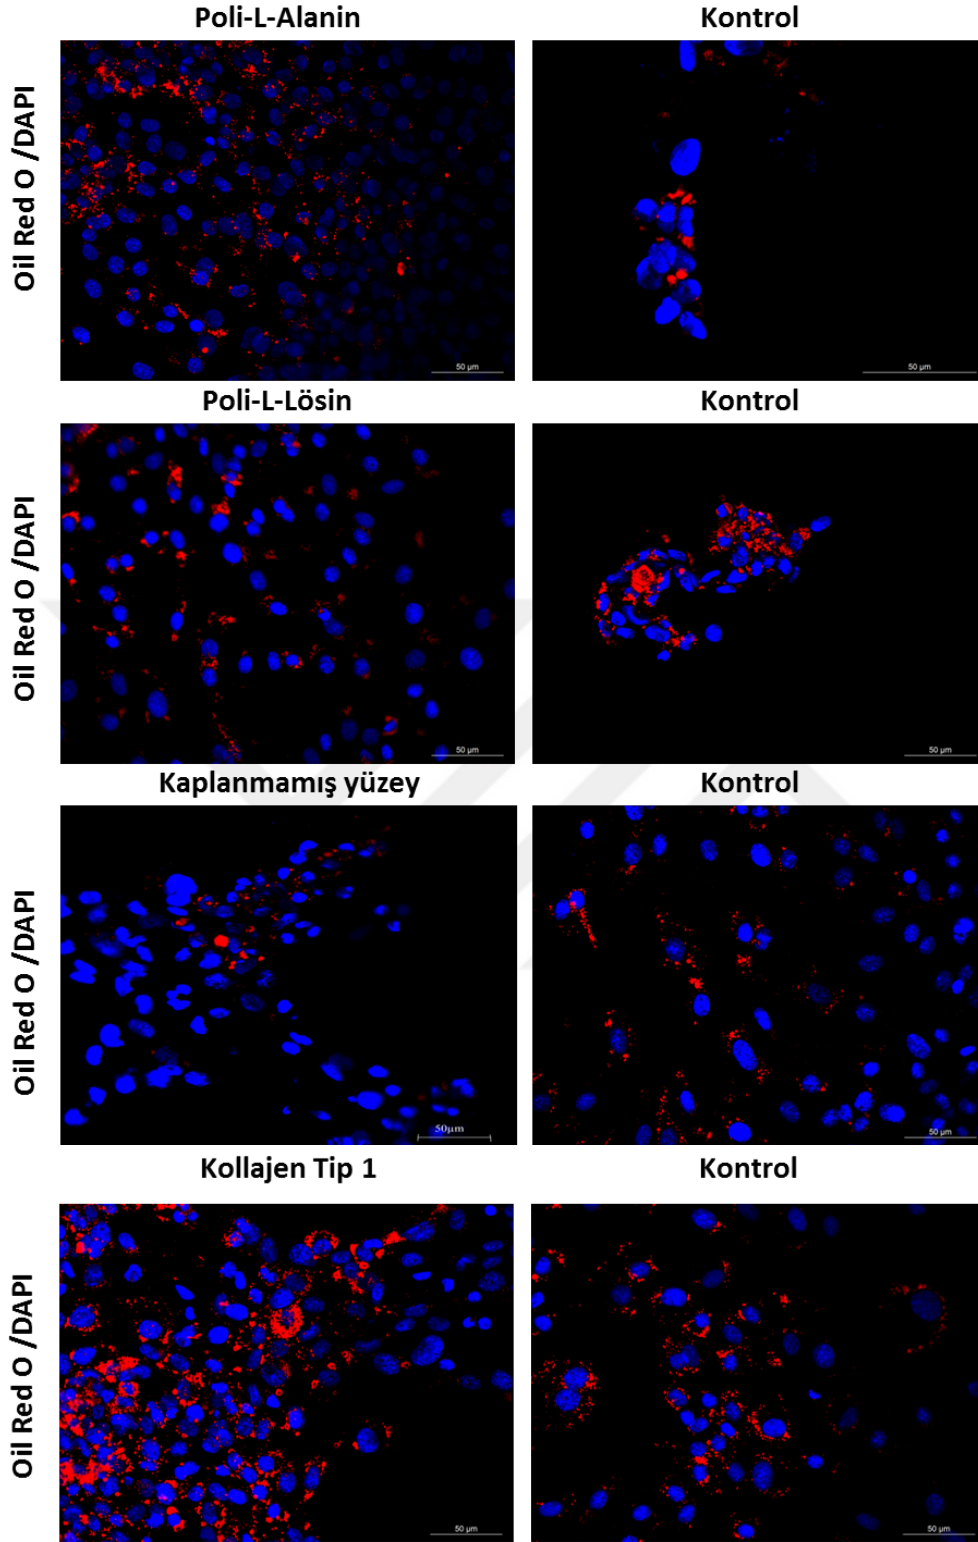 Poli-L-Alanin
Kontrol
Oil Red O /DAPI
50 µm
50 µm
Poli-L-Lösin
Kontrol
Oil Red O /DAPI
50 µm
50 µm
Kaplanmamış yüzey
Kontrol
Oil Red O /DAPI
50µm
50 µm
Kollajen Tip 1
Kontrol
Oil Red O /DAPI
50 µm
50 µm